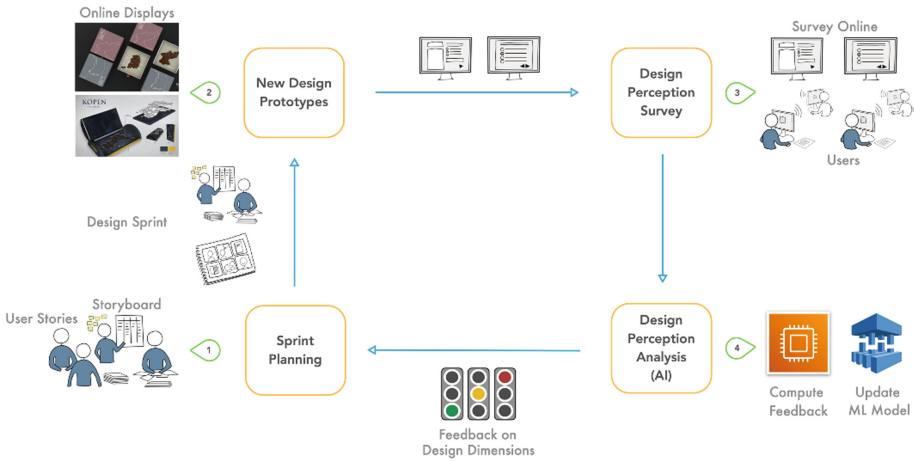 Online Displays
KOPEN
2
New Design
Prototypes
Design
Perception
Survey
3
Survey Online
Users
Design Sprint
User Stories
Storyboard
1
Sprint
Planning
Design
Perception
Analysis
(AI)
4
Compute
Feedback
Update
ML Model
Feedback on
Design Dimensions